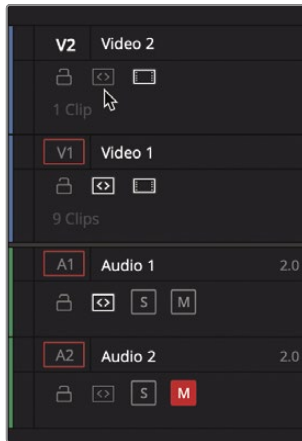 V2 Video 2
1 Clip
V1 Video 1
9 Clips
A1 Audio 1 2.0
S M
A2 Audio 2 2.0
S M